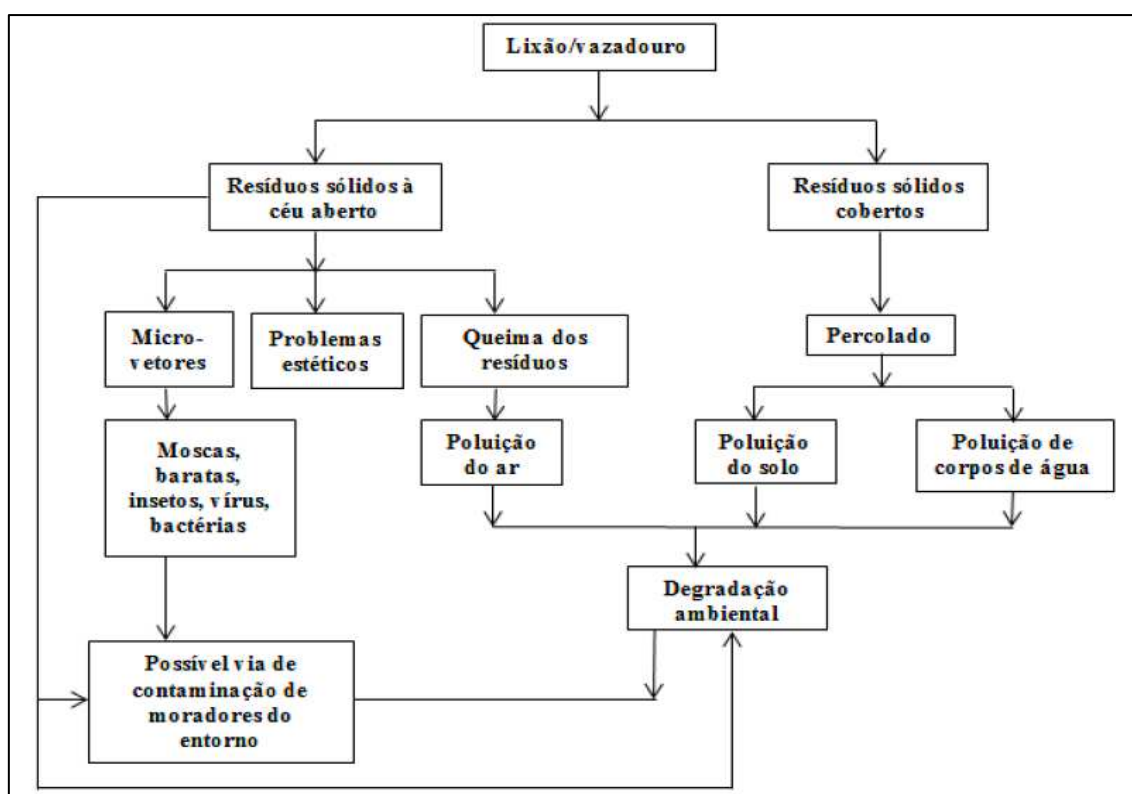 Lixão/vazadouro
Resíduos sólidos à
céu aberto
Resíduos sólidos
cobertos
Micro-
vetores
Problemas
estéticos
Queima dos
resíduos
Percolado
Moscas,
baratas,
insetos, vírus,
bactérias
Poluição
do ar
Poluição
do solo
Poluição de
corpos de água
Degradação
ambiental
Possível via de
contaminação de
moradores do
entorno